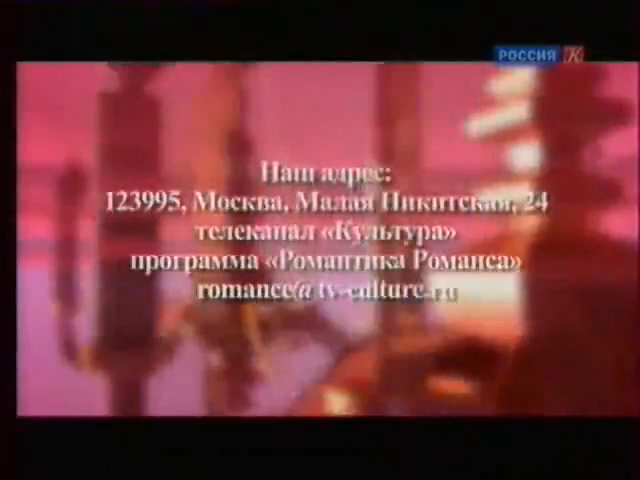 РОССИЯ К
Наш адрес:
123995, Москва, Малая Никитская, 24
телеканал «Культура»
программа «Романтика Романса»
romance@tv-culture.ru